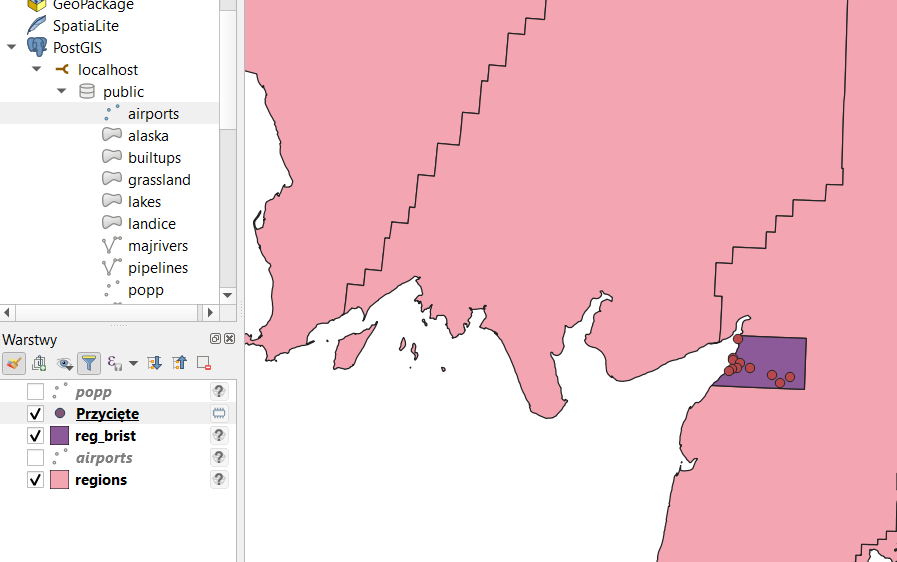 GeoPackage
SpatiaLite
PostGIS
localhost
public
airports
alaska
builtups
grassland
lakes
landice
majrivers
pipelines
popp
Warstwy
popp
Przycięte
reg_brist
airports
regions